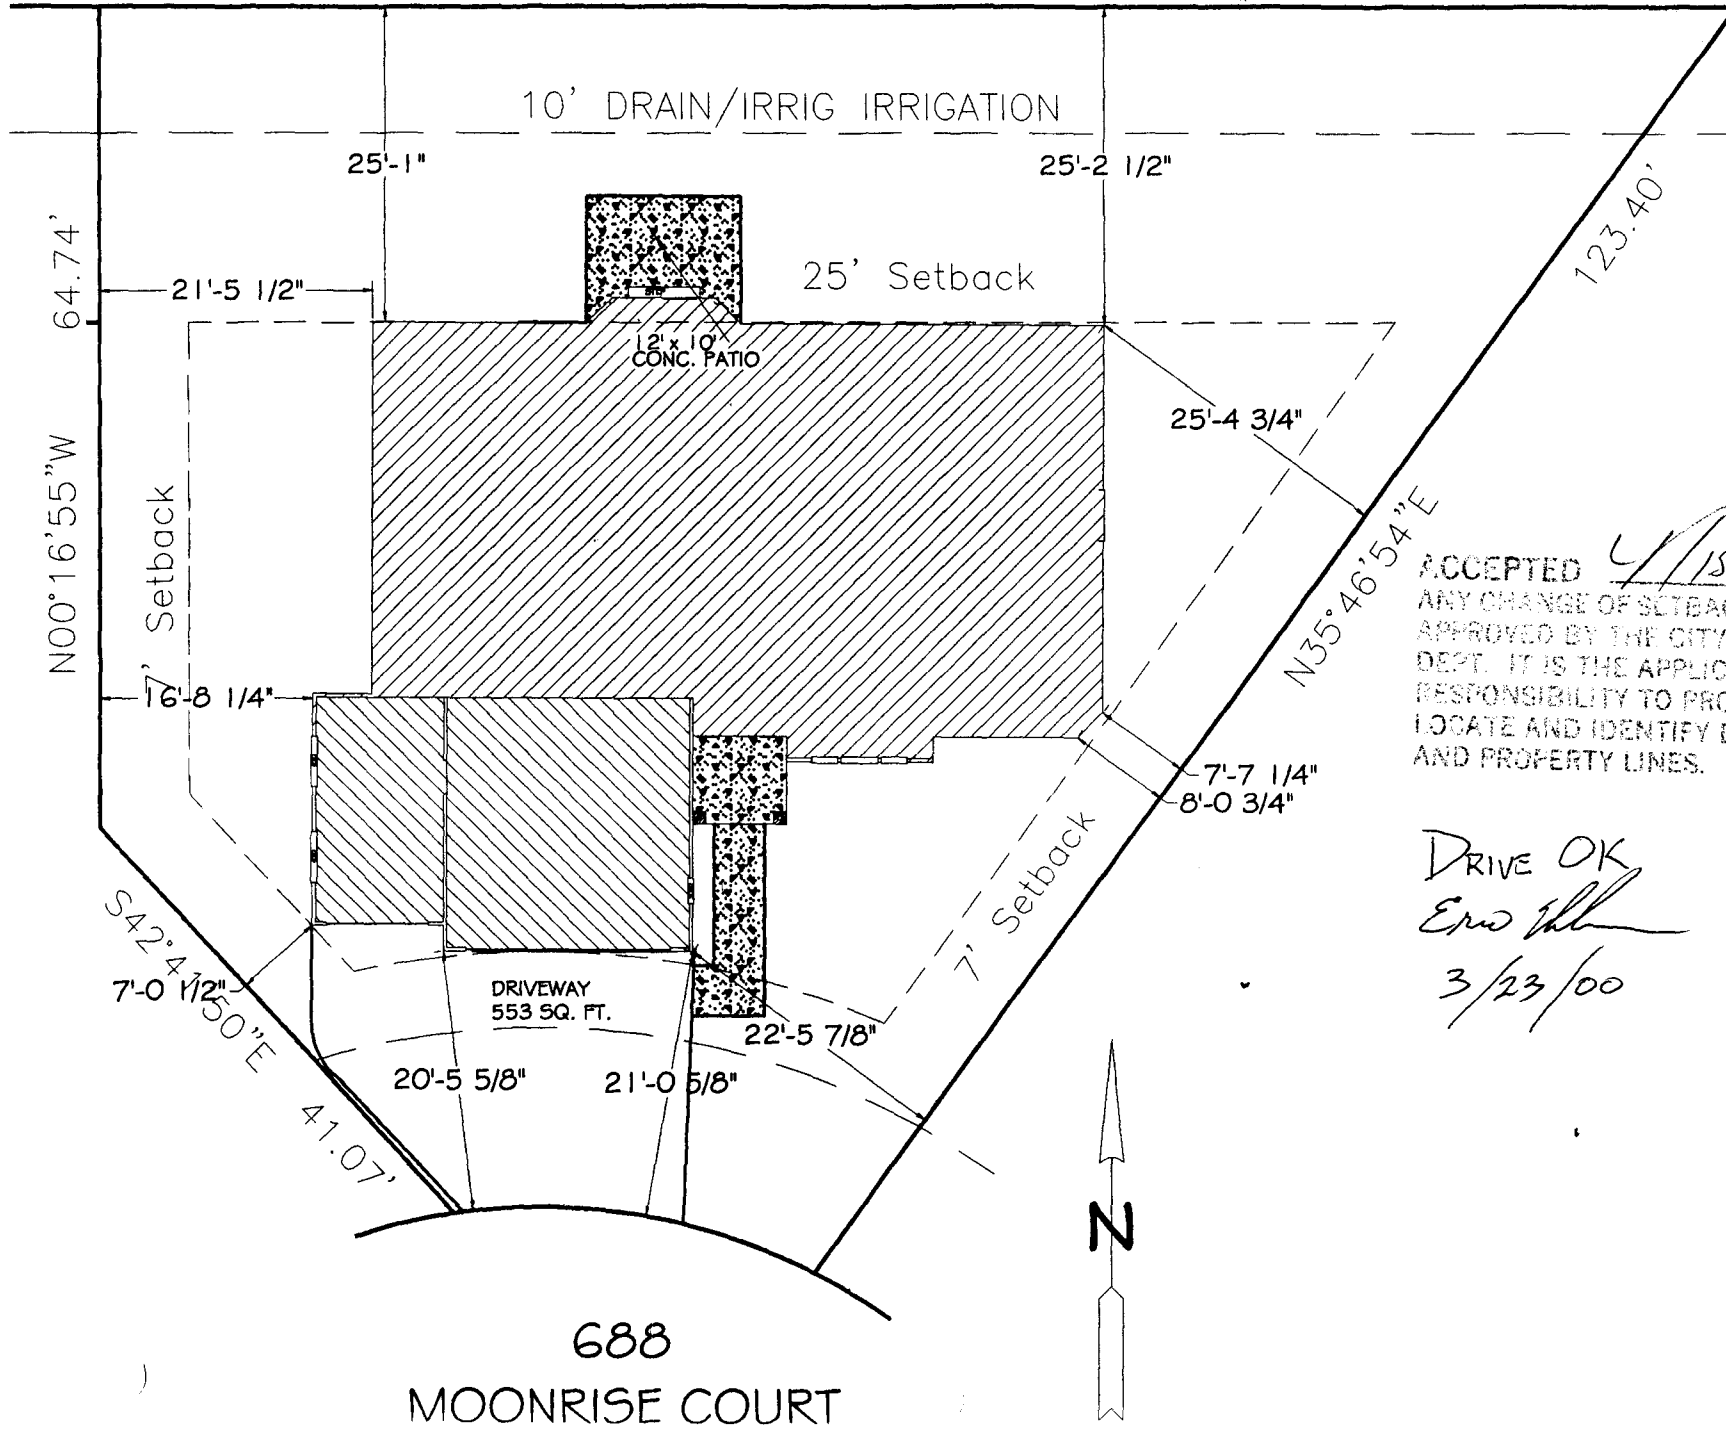 10' DRAIN/IRRIG IRRIGATION
25'-1"
25'-2 1/2"
64.74'
123.40'
21'-5 1/2"
25' Setback
12' x 10'
CONC. PATIO
25'-4 3/4"
N00°16'55"W
7' Setback
N35°46'54"E
ACCEPTED
ANY CHANGE OF SETBAC
APPROVED BY THE CITY
DEPT. IT IS THE APPLIC
RESPONSIBILITY TO PRO
LOCATE AND IDENTIFY E
AND PROPERTY LINES.
16'-8 1/4"
7'-7 1/4"
8'-0 3/4"
7' Setback
DRIVE OK
3/23/00
7'-0 1/2"
DRIVEWAY
553 SQ. FT.
22'-5 7/8"
20'-5 5/8"
21'-0 5/8"
41.07'
N
688
MOONRISE COURT